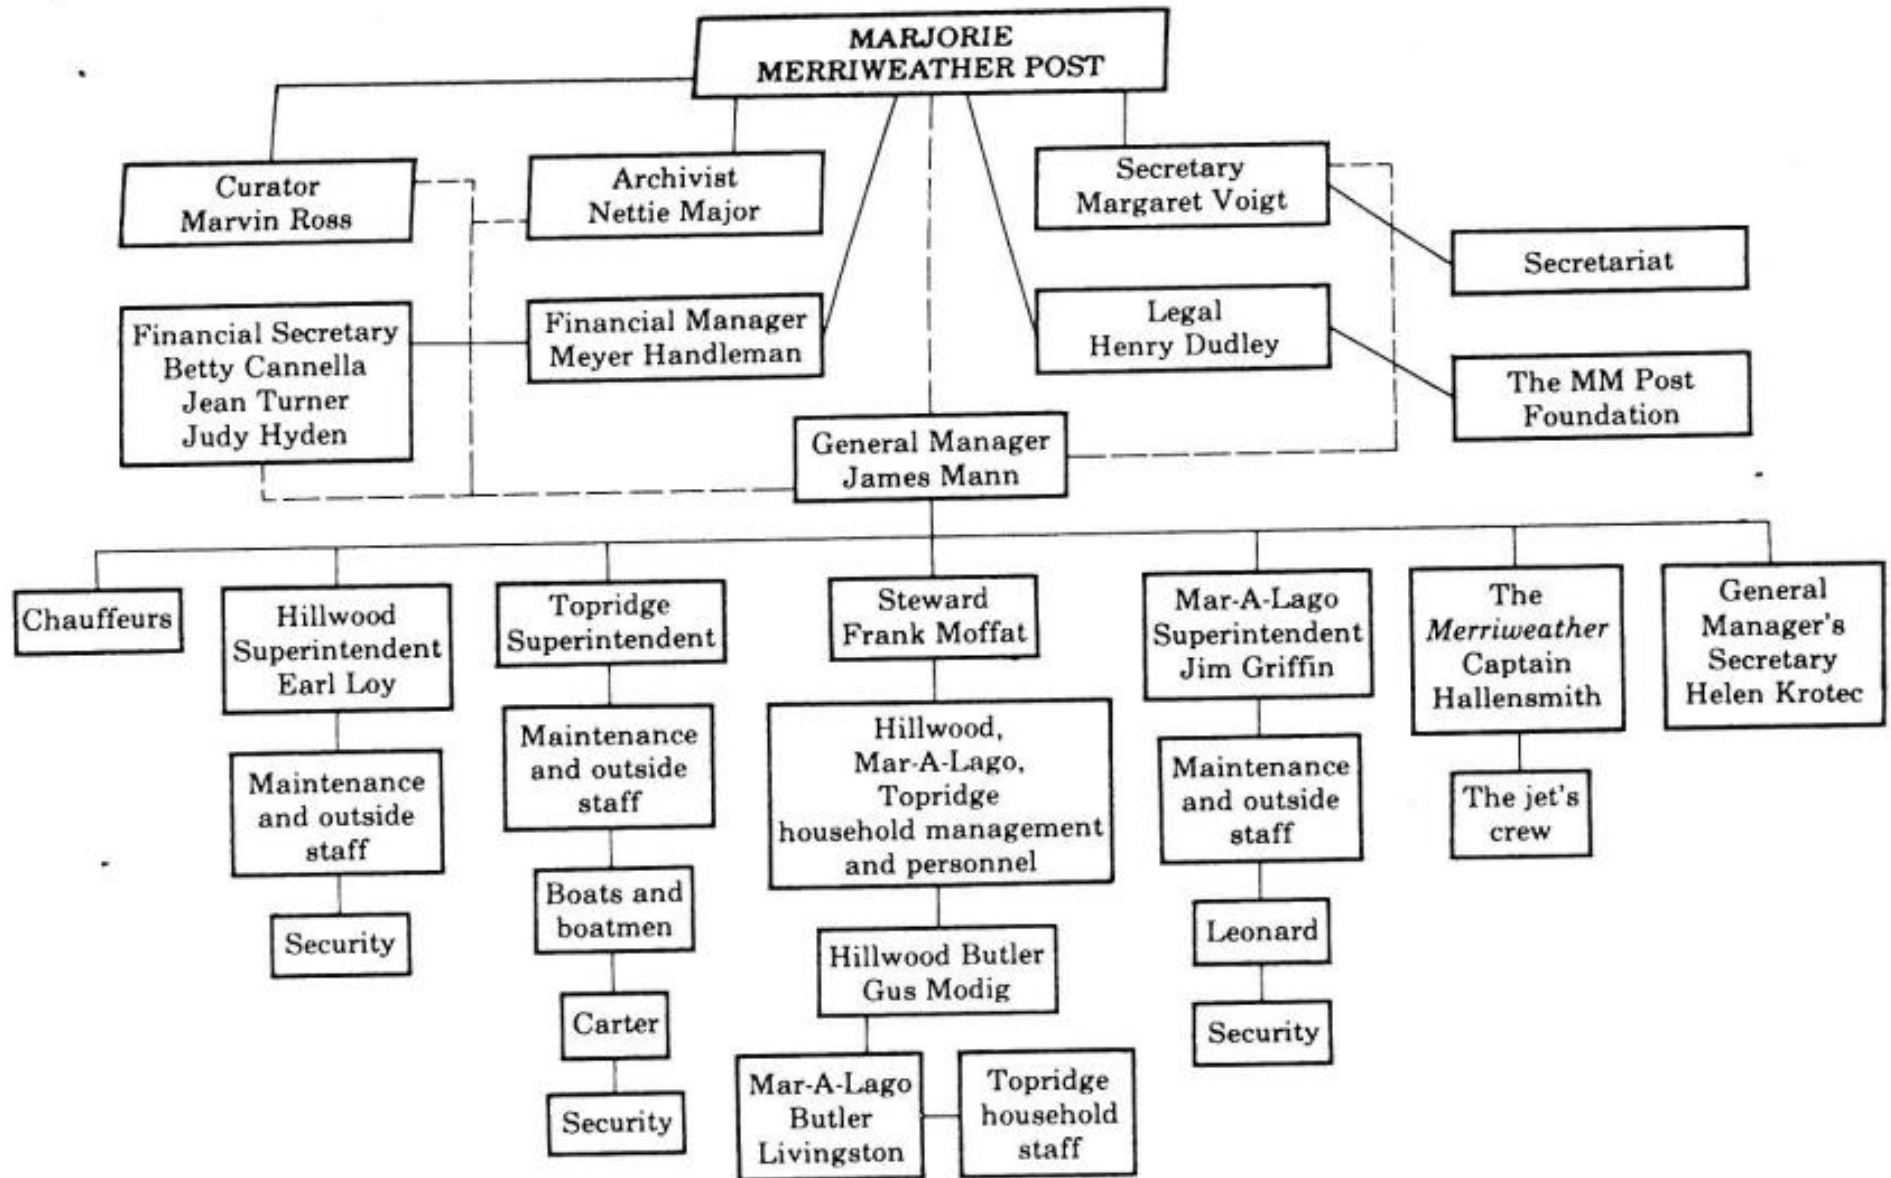 MARJORIE
MERRIWEATHER POST
Curator
Marvin Ross
Archivist
Nettie Major
Secretary
Margaret Voigt
Secretariat
Financial Secretary
Betty Cannella
Jean Turner
Judy Hyden
Financial Manager
Meyer Handleman
Legal
Henry Dudley
The MM Post
Foundation
General Manager
James Mann
Chauffeurs
Hillwood
Superintendent
Earl Loy
Maintenance
and outside
staff
Security
Topridge
Superintendent
Maintenance
and outside
staff
Boats and
boatmen
Carter
Security
Steward
Frank Moffat
Hillwood,
Mar-A-Lago,
Topridge
household management
and personnel
Hillwood Butler
Gus Modig
Mar-A-Lago
Butler
Livingston
Topridge
household
staff
Mar-A-Lago
Superintendent
Jim Griffin
Maintenance
and outside
staff
Leonard
Security
The
Merriweather
Captain
Hallensmith
The jet's
crew
General
Manager's
Secretary
Helen Krotec